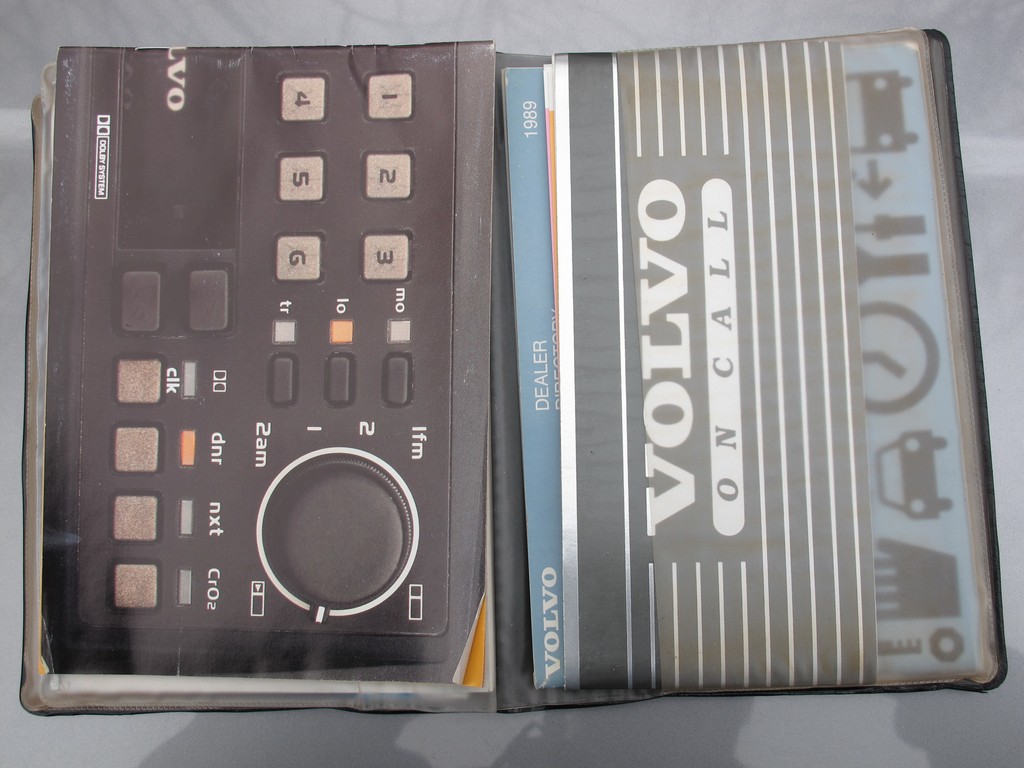 VOLVO
DOLBY SYSTEM
1
2
3
4
5
6
mo
lo
tr
clk
dnr
nxt
CrO2
1fm
2
1
2am
1989
DEALER
DIRECTORY
VOLVO
VOLVO
ON CALL